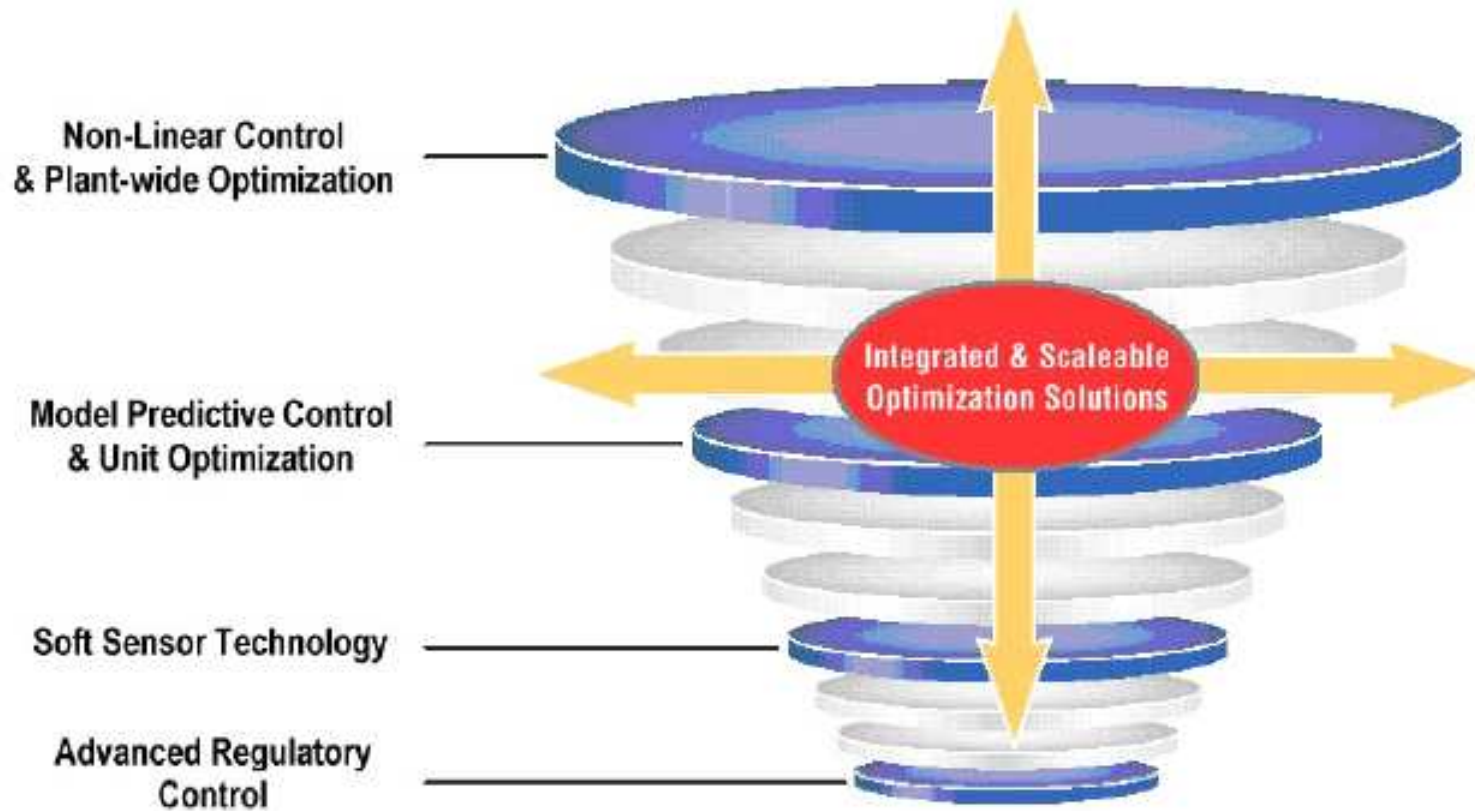 Non-Linear Control
& Plant-wide Optimization
Integrated & Scaleable
Optimization Solutions
Model Predictive Control
& Unit Optimization
Soft Sensor Technology
Advanced Regulatory
Control